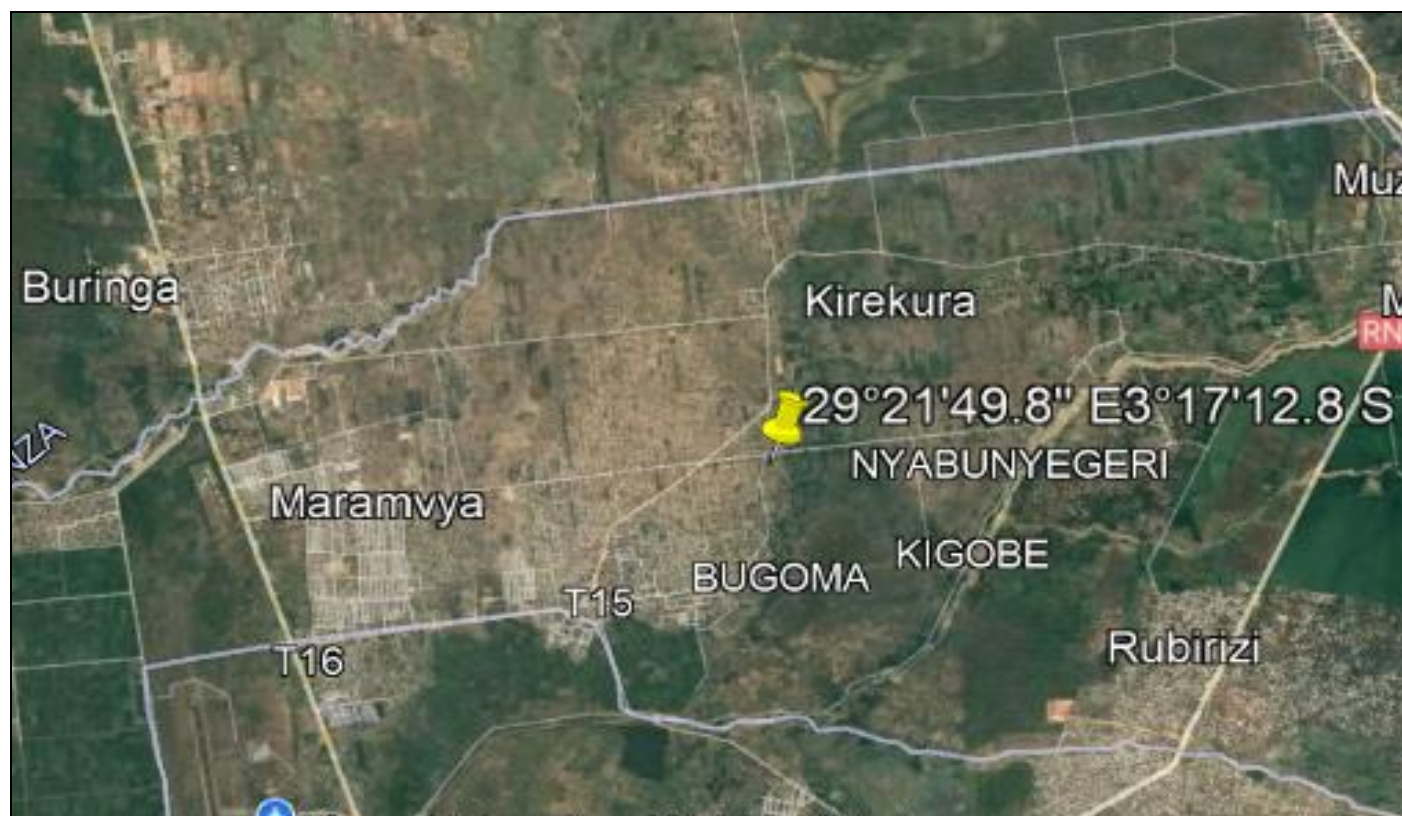 Muz
Buringa
Kirekura
M
RN
29°21'49.8" E3°17'12.8 S
NZA
NYABUNYEGERI
Maramvya
KIGOBE
BUGOMA
T15
Rubirizi
T16